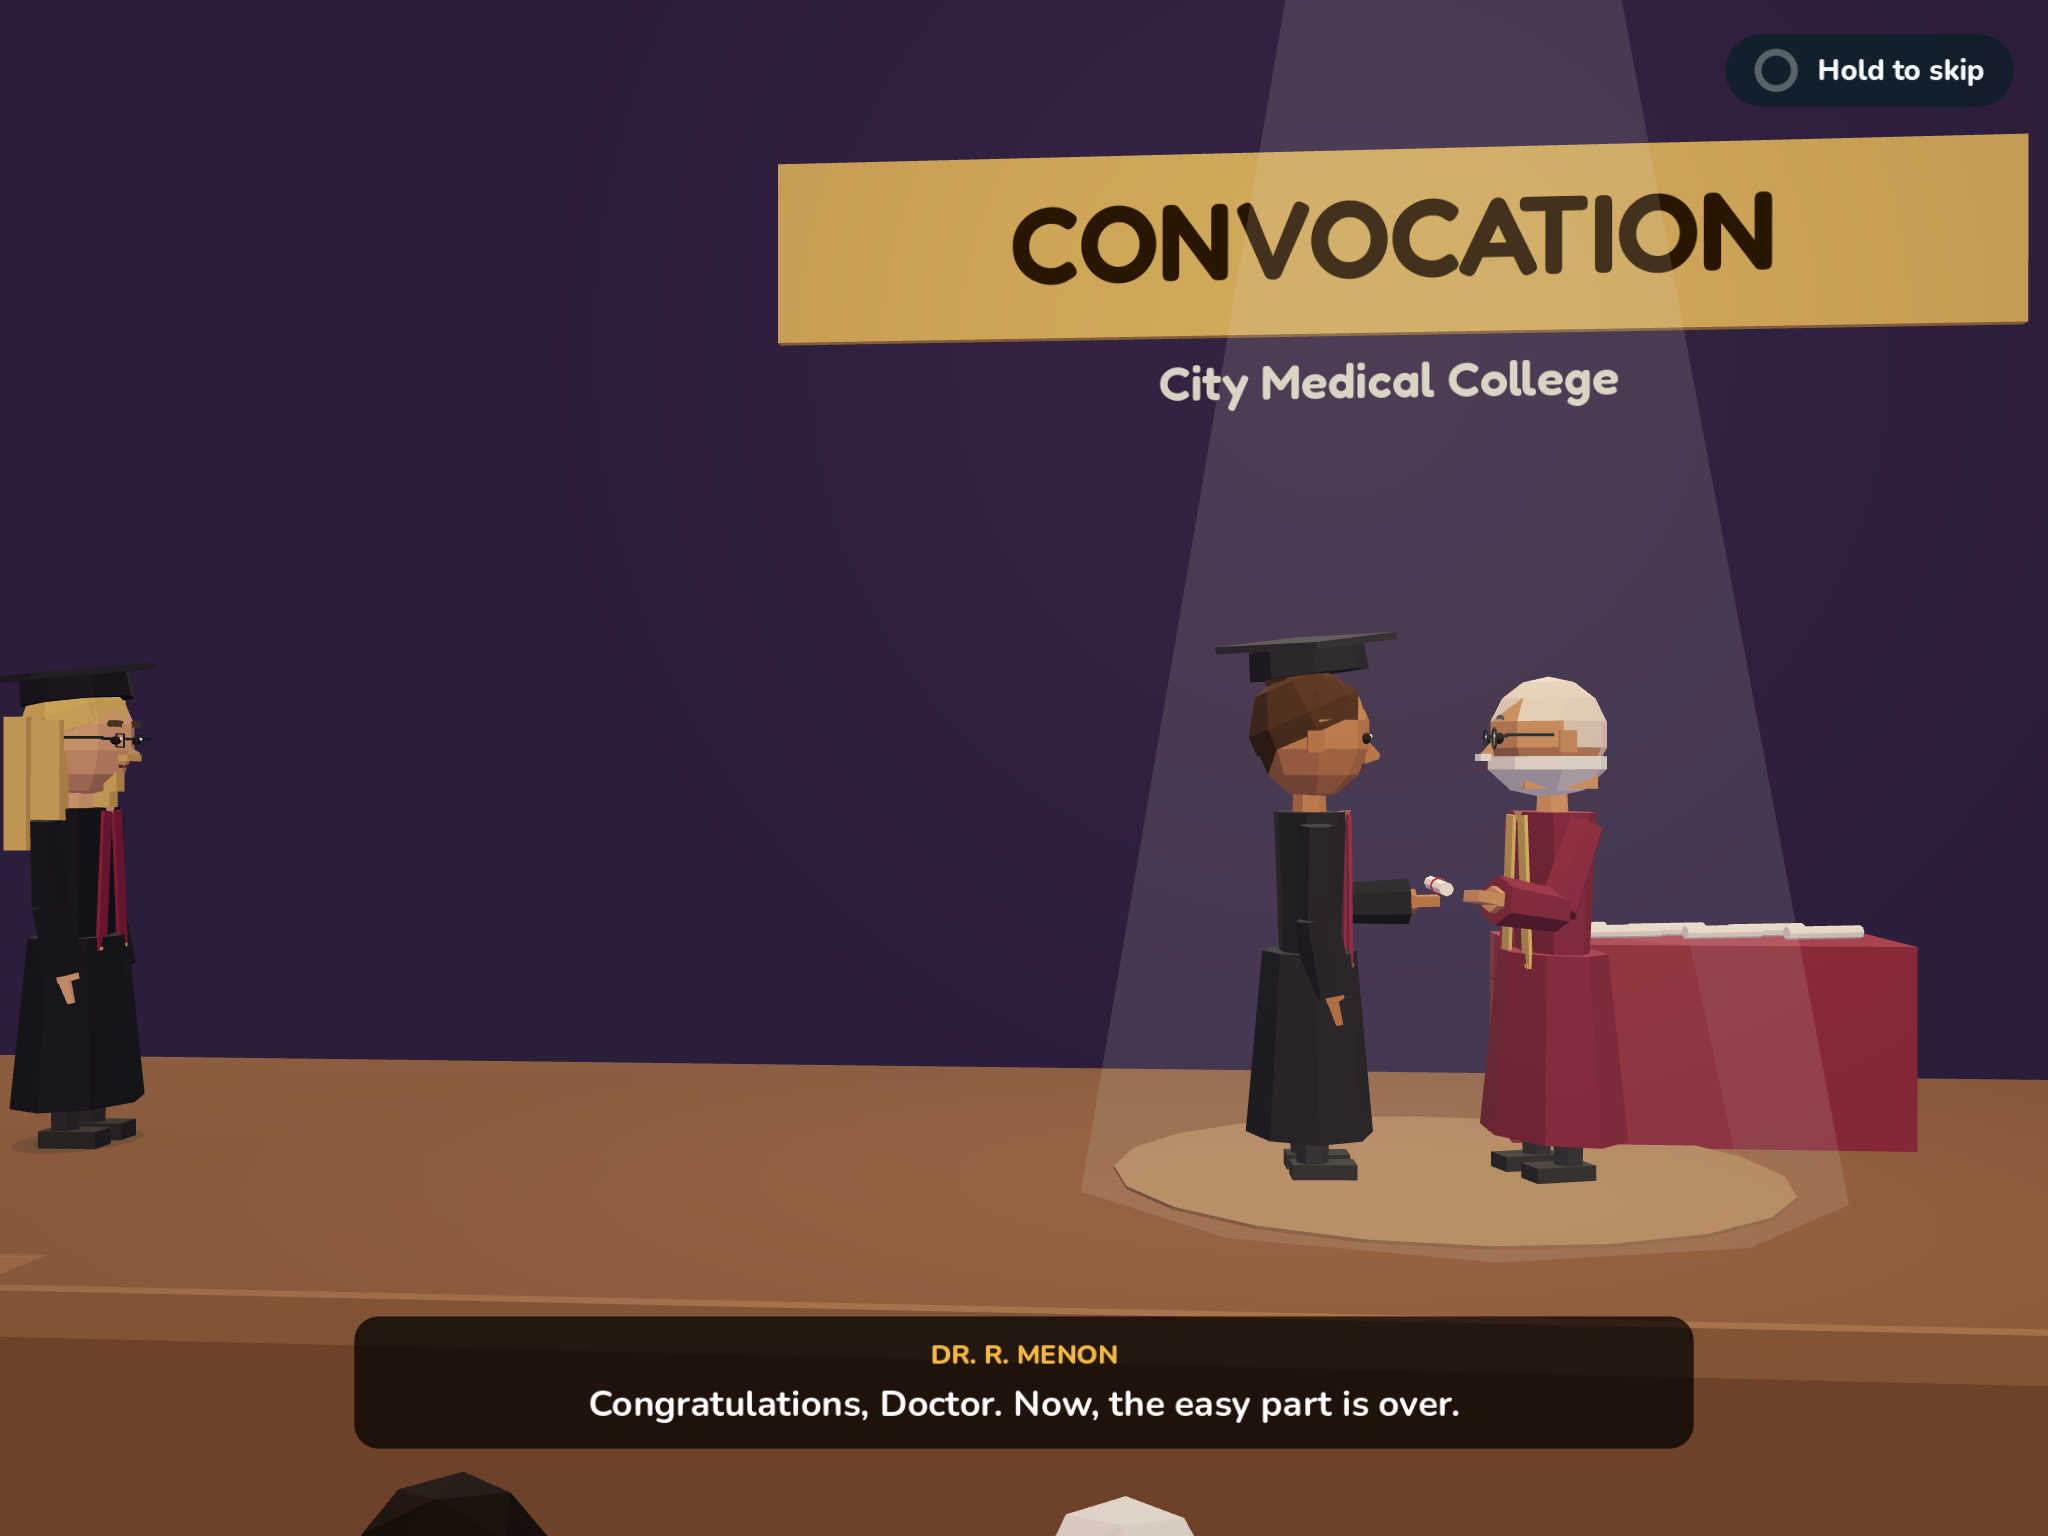 Hold to skip
CONVOCATION
City Medical College
DR. R. MENON
Congratulations, Doctor. Now, the easy part is over.